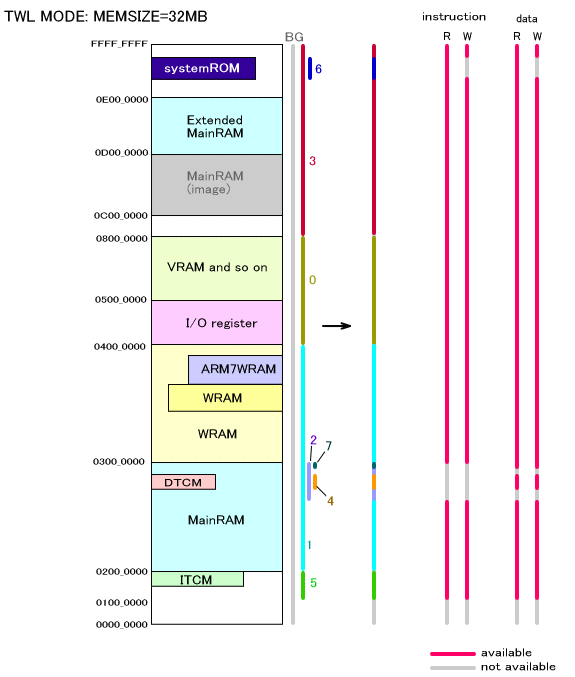 TWL MODE: MEMSIZE=32MB
instruction
data
BG
R W
R W
FFFF_FFFF
systemROM
6
0E00_0000
Extended
MainRAM
0D00_0000
3
MainRAM
(image)
0C00_0000
0800_0000
VRAM and so on
0
0500_0000
I/O register
0400_0000
ARM7WRAM
WRAM
WRAM
2
7
0300_0000
DTCM
4
MainRAM
1
0200_0000
ITCM
5
0100_0000
0000_0000
available
not available